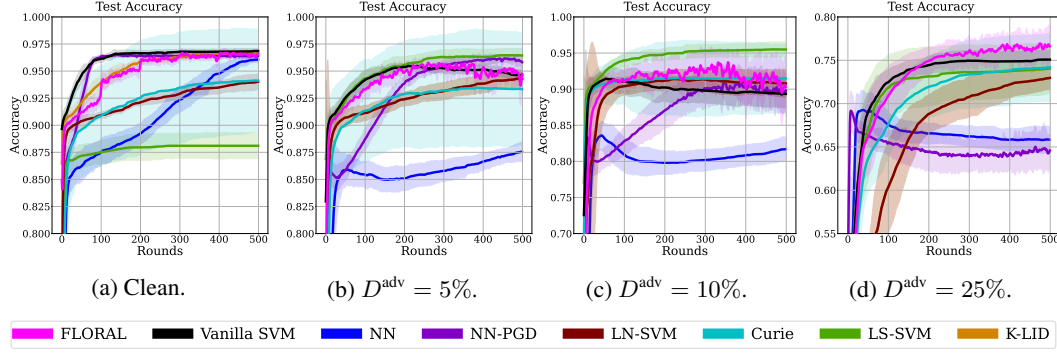 Test Accuracy
1.000
0.975
0.950
0.925
0.900
0.875
0.850
0.825
0.800
Accuracy
0 100 200 300 400 500
Rounds
(a) Clean.
Test Accuracy
1.000
0.975
0.950
0.925
0.900
0.875
0.850
0.825
0.800
Accuracy
0 100 200 300 400 500
Rounds
(b) D^adv = 5%.
Test Accuracy
1.00
0.95
0.90
0.85
0.80
0.75
0.70
Accuracy
0 100 200 300 400 500
Rounds
(c) D^adv = 10%.
Test Accuracy
0.80
0.75
0.70
0.65
0.60
0.55
Accuracy
0 100 200 300 400 500
Rounds
(d) D^adv = 25%.
FLORAL Vanilla SVM NN NN-PGD LN-SVM Curie LS-SVM K-LID